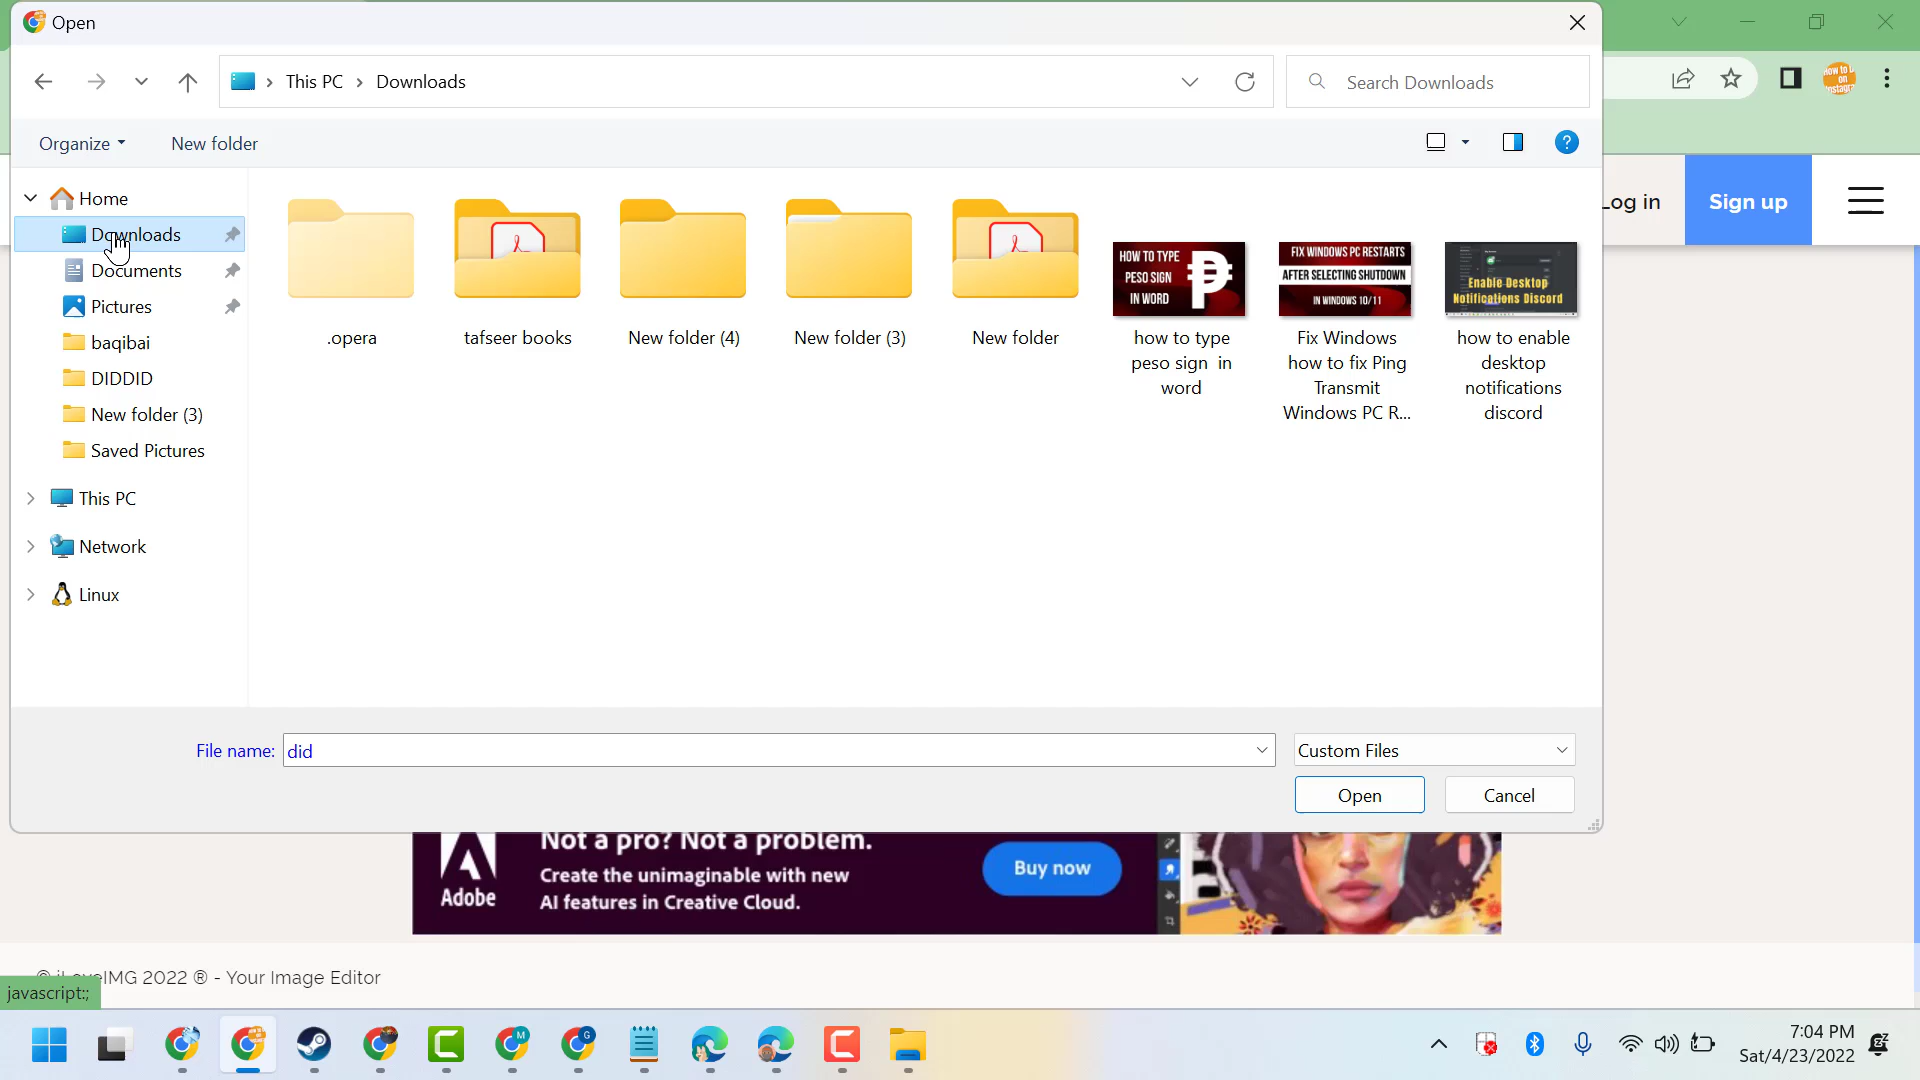 Open
This PC
Downloads
Search Downloads
Organize
New folder
Home
Downloads
Documents
Pictures
baqibai
DIDDID
New folder (3)
Saved Pictures
This PC
Network
Linux
.opera
tafseer books
New folder (4)
New folder (3)
New folder
HOW TO TYPE
PESO SIGN
IN WORD
how to type
peso sign in
word
FIX WINDOWS PC RESTARTS
AFTER SELECTING SHUTDOWN
IN WINDOWS 10/11
Fix Windows
how to fix Ping
Transmit
Windows PC R...
Enable Desktop
Notifications Discord
how to enable
desktop
notifications
discord
Log in
Sign up
File name: did
Custom Files
Open
Cancel
Adobe
Not a pro? Not a problem.
Create the unimaginable with new
AI features in Creative Cloud.
Buy now
IMG 2022 ® - Your Image Editor
javascript:;
7:04 PM
Sat/4/23/2022